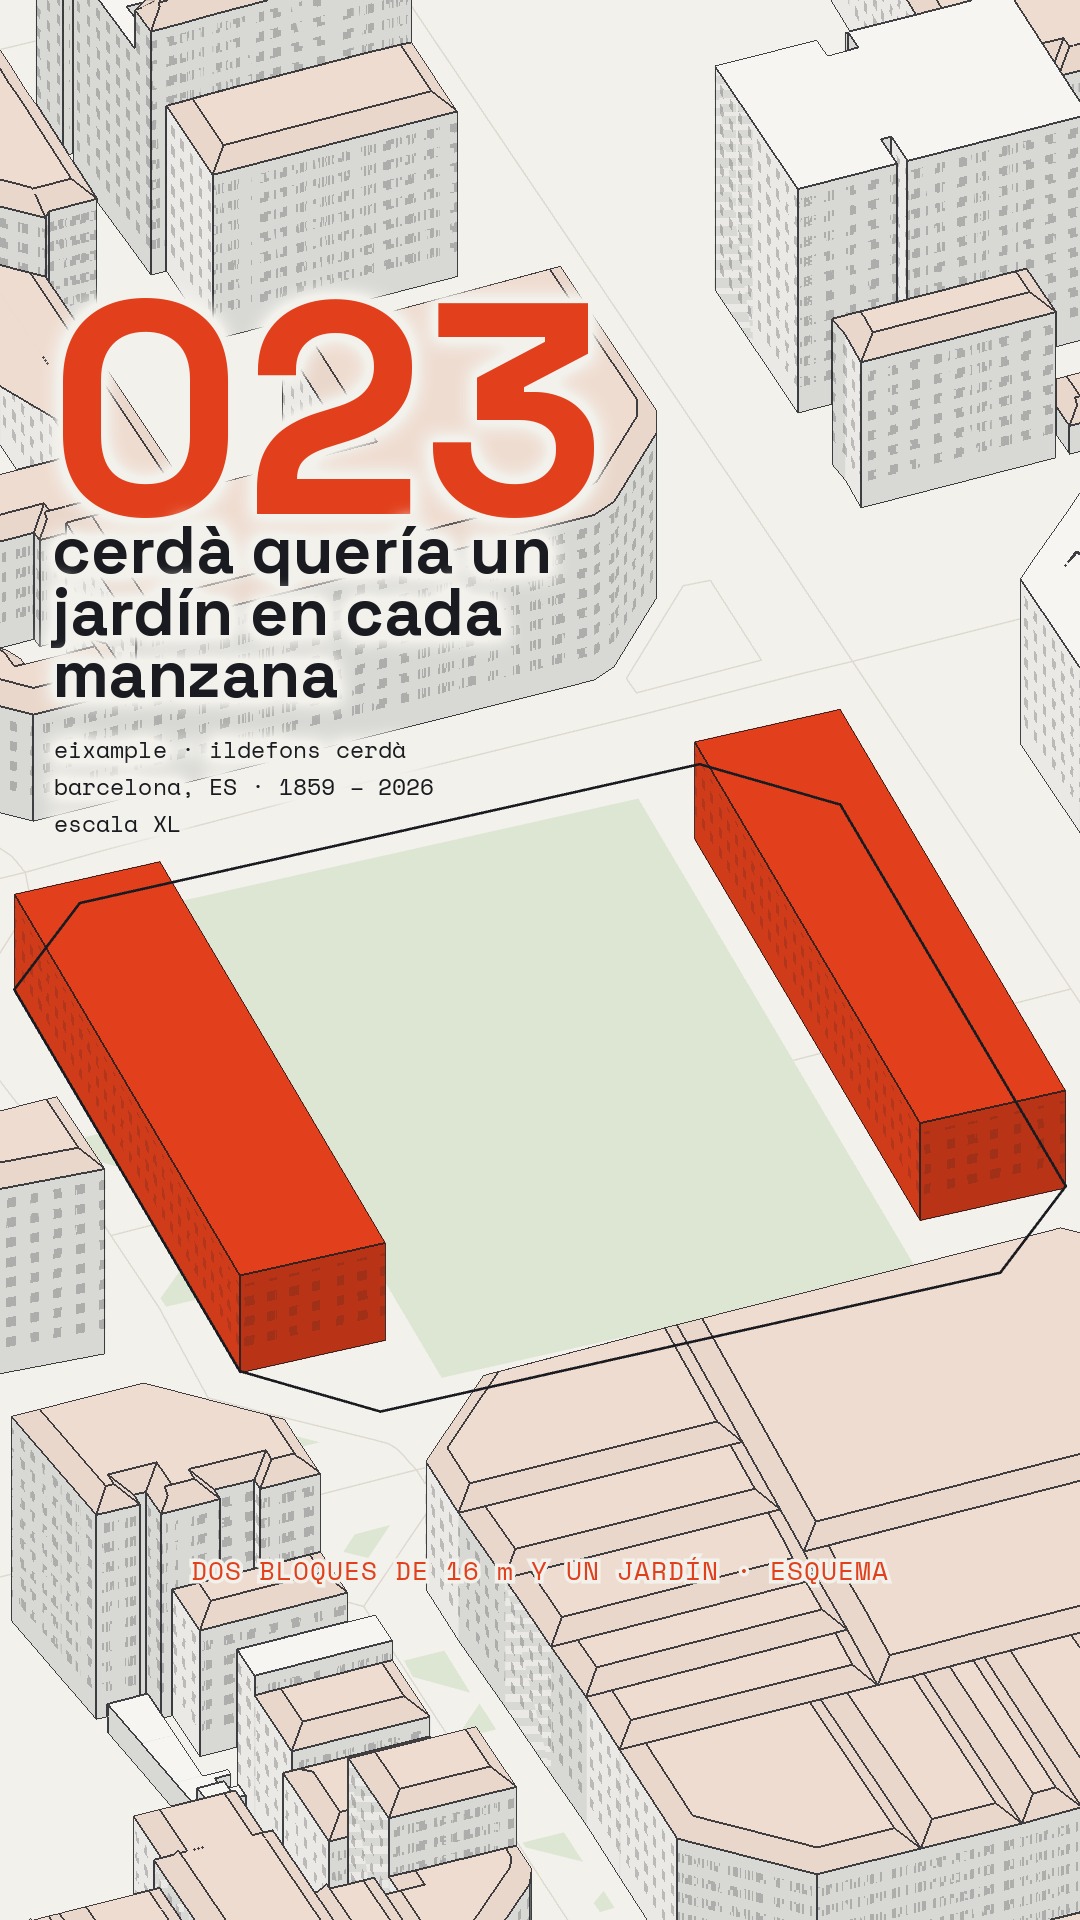 023
cerdà quería un
jardín en cada
manzana
eixample · ildefons cerdà
barcelona, ES · 1859 – 2026
escala XL
DOS BLOQUES DE 16 m Y UN JARDÍN · ESQUEMA